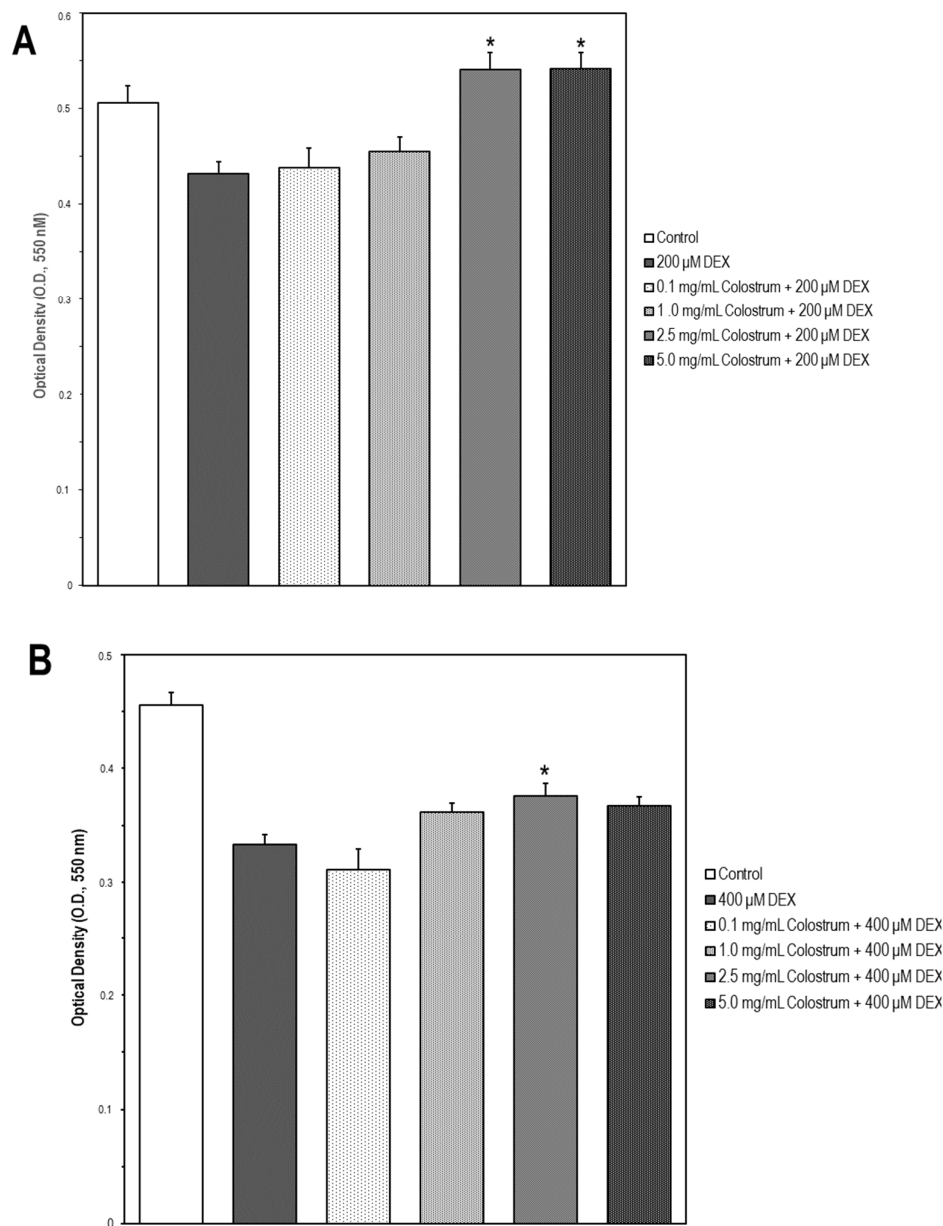 A
0.6
*
*
0.5
0.4
0.3
0.2
0.1
0
Optical Density (O.D., 550 nM)
Control
200 µM DEX
0.1 mg/mL Colostrum + 200 µM DEX
1 .0 mg/mL Colostrum + 200 µM DEX
2.5 mg/mL Colostrum + 200 µM DEX
5.0 mg/mL Colostrum + 200 µM DEX
B
0.5
*
0.4
0.3
0.2
0.1
0
Optical Density (O.D., 550 nm)
Control
400 µM DEX
0.1 mg/mL Colostrum + 400 µM DEX
1.0 mg/mL Colostrum + 400 µM DEX
2.5 mg/mL Colostrum + 400 µM DEX
5.0 mg/mL Colostrum + 400 µM DEX